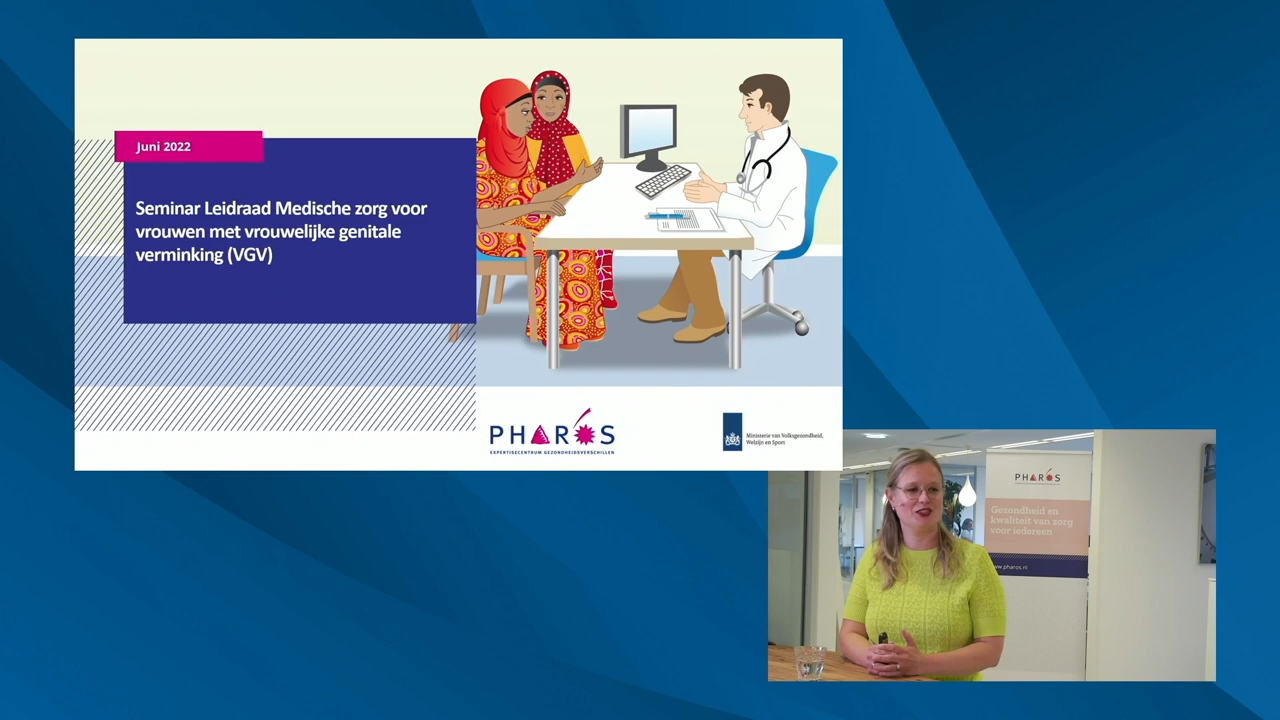 Juni 2022
Seminar Leidraad Medische zorg voor
vrouwen met vrouwelijke genitale
verminking (VGV)
PHAROS
EXPERTISECENTRUM GEZONDHEIDSVERSCHILLEN
Ministerie van Volksgezondheid,
Welzijn en Sport
PHAROS
Gezondheid en
kwaliteit van zorg
voor iedereen
www.pharos.nl